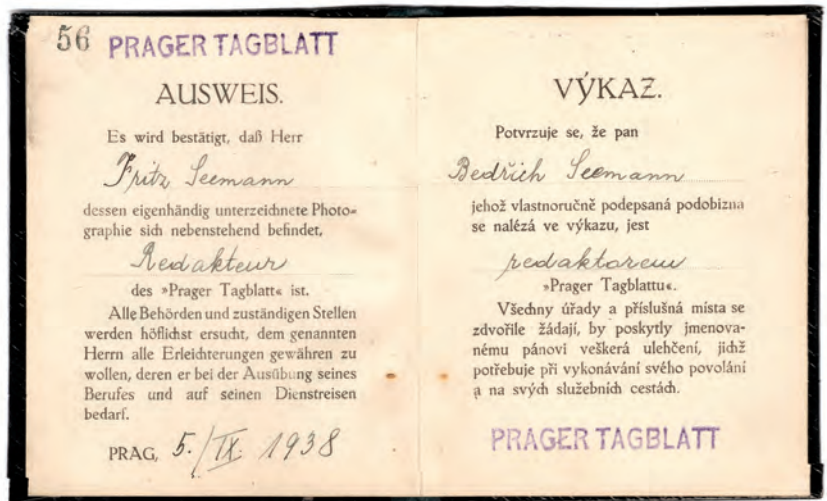 56 PRAGER TAGBLATT
AUSWEIS.
Es wird bestätigt, daß Herr
Fritz Seemann
dessen eigenhändig unterzeichnete Photo=
graphie sich nebenstehend befindet,
Redakteur
des »Prager Tagblatt« ist.
Alle Behörden und zuständigen Stellen
werden höflichst ersucht, dem genannten
Herrn alle Erleichterungen gewähren zu
wollen, deren er bei der Ausübung seines
Berufes und auf seinen Dienstreisen
bedarf.
PRAG, 5./IX. 1938
VÝKAZ.
Potvrzuje se, že pan
Bedřich Seemann
jehož vlastnoručně podepsaná podobizna
se nalézá ve výkazu, jest
redaktorem
»Prager Tagblattu«.
Všechny úřady a příslušná místa se
zdvořile žádají, by poskytly jmenova-
nému pánovi veškerá ulehčení, jichž
potřebuje při vykonávání svého povolání
a na svých služebních cestách.
PRAGER TAGBLATT